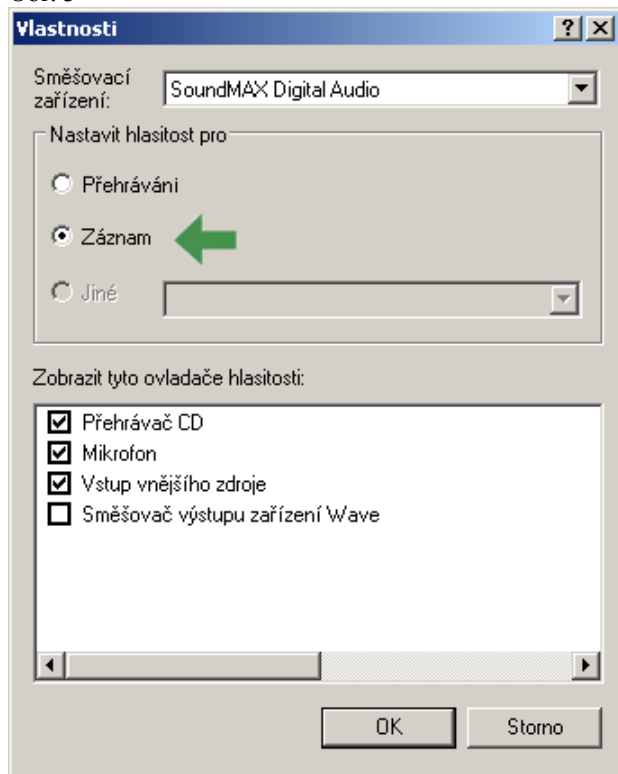 Vlastnosti
Směšovací
zařízení:
SoundMAX Digital Audio
Nastavit hlasitost pro
Přehráváni
Záznam
Jiné
Zobrazit tyto ovladače hlasitosti:
Přehrávač CD
Mikrofon
Vstup vnějšího zdroje
Směšovač výstupu zařízení Wave
OK
Storno